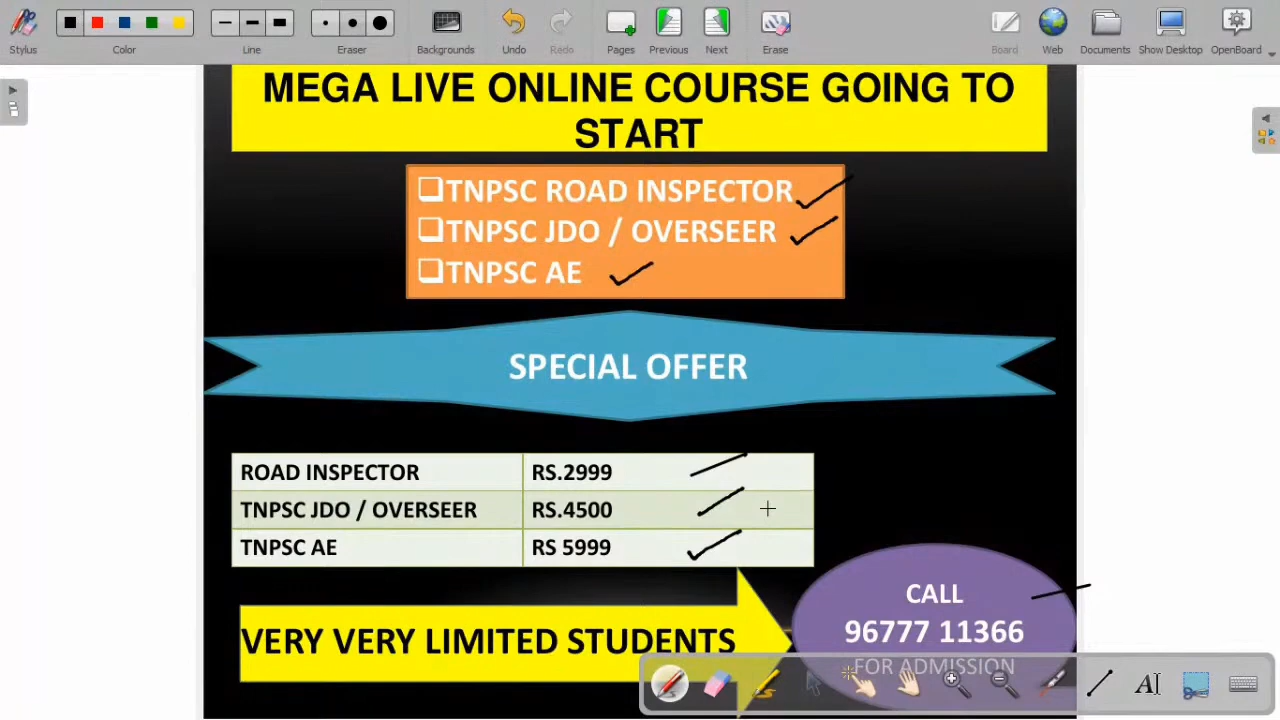 Stylus
Color
Line
Eraser
Backgrounds
Undo
Redo
Pages
Previous
Next
Erase
Board
Web
Documents
Show Desktop
OpenBoard
MEGA LIVE ONLINE COURSE GOING TO
START
TNPSC ROAD INSPECTOR
TNPSC JDO / OVERSEER
TNPSC AE
SPECIAL OFFER
ROAD INSPECTOR RS.2999
TNPSC JDO / OVERSEER RS.4500
TNPSC AE RS 5999
VERY VERY LIMITED STUDENTS
CALL
96777 11366
FOR ADMISSION